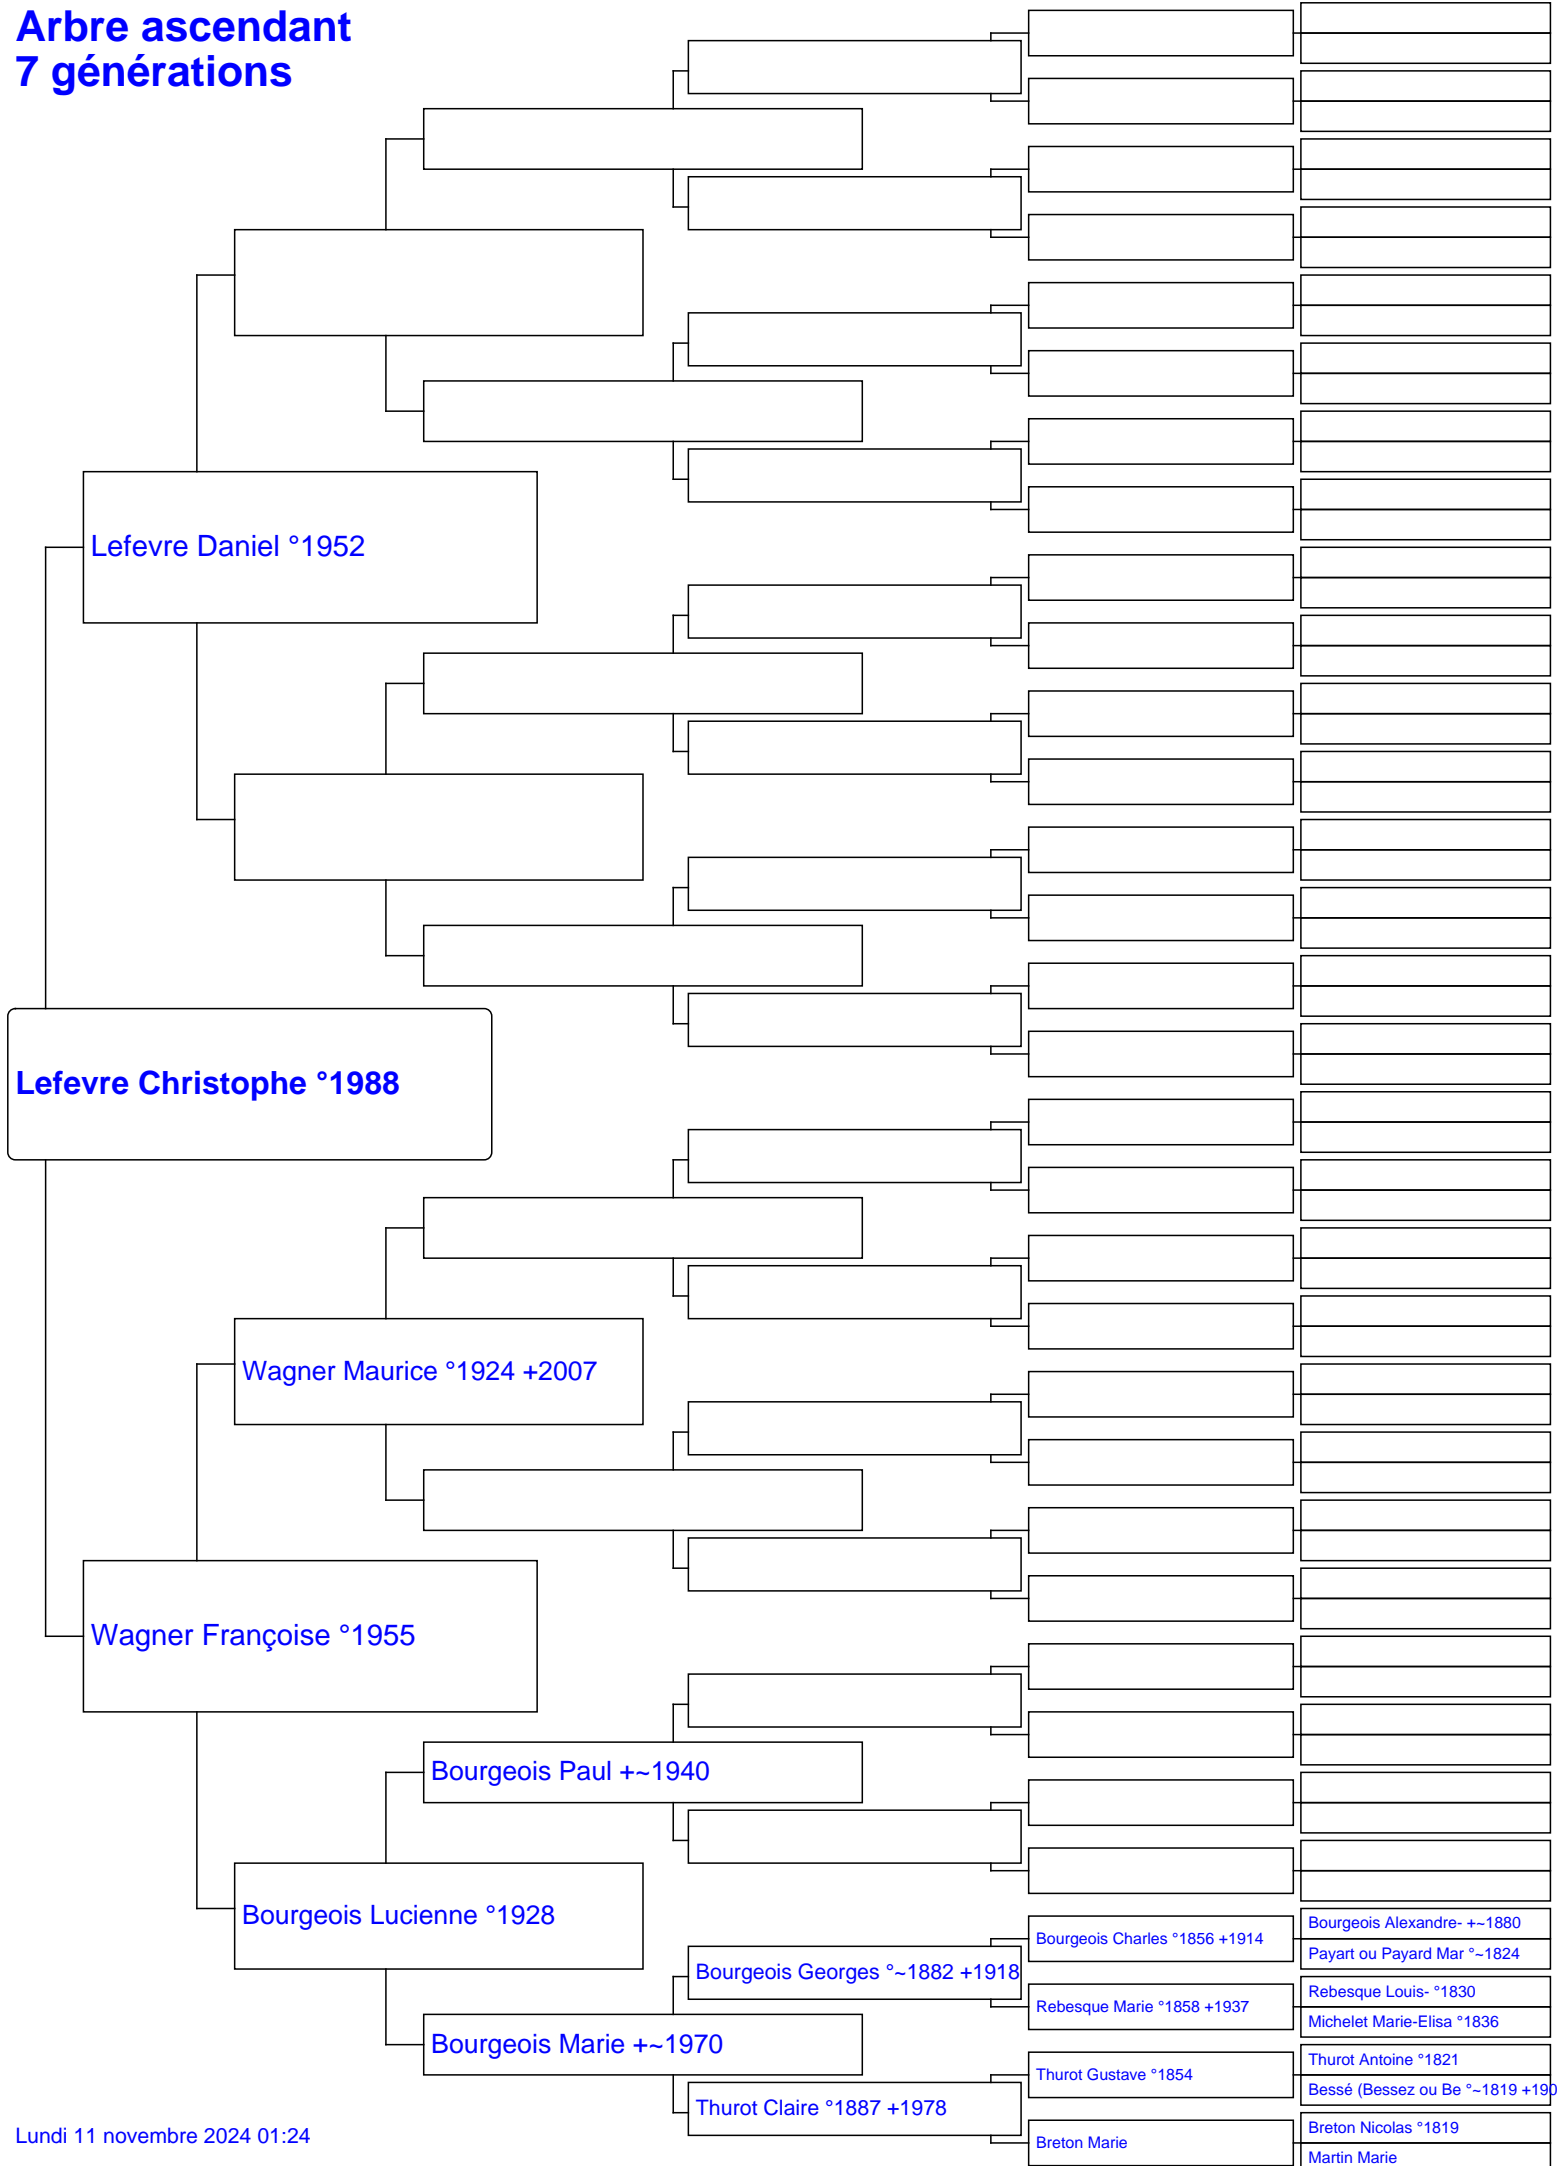 Arbre ascendant
7 générations
Lefevre Daniel °1952
Lefevre Christophe °1988
Wagner Maurice °1924 +2007
Wagner Françoise °1955
Bourgeois Paul +~1940
Bourgeois Lucienne °1928
Bourgeois Alexandre- +~1880
Bourgeois Charles °1856 +1914
Payart ou Payard Mar °~1824
Bourgeois Georges °~1882 +1918
Rebesque Louis- °1830
Rebesque Marie °1858 +1937
Michelet Marie-Elisa °1836
Bourgeois Marie +~1970
Thurot Antoine °1821
Thurot Gustave °1854
Bessé (Bessez ou Be °~1819 +190
Thurot Claire °1887 +1978
Breton Nicolas °1819
Breton Marie
Martin Marie
Lundi 11 novembre 2024 01:24